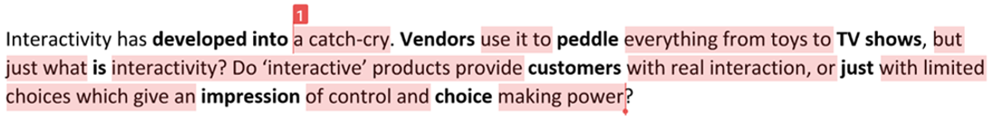 1
Interactivity has developed into a catch-cry. Vendors use it to peddle everything from toys to TV shows, but
just what is interactivity? Do ‘interactive’ products provide customers with real interaction, or just with limited
choices which give an impression of control and choice making power?